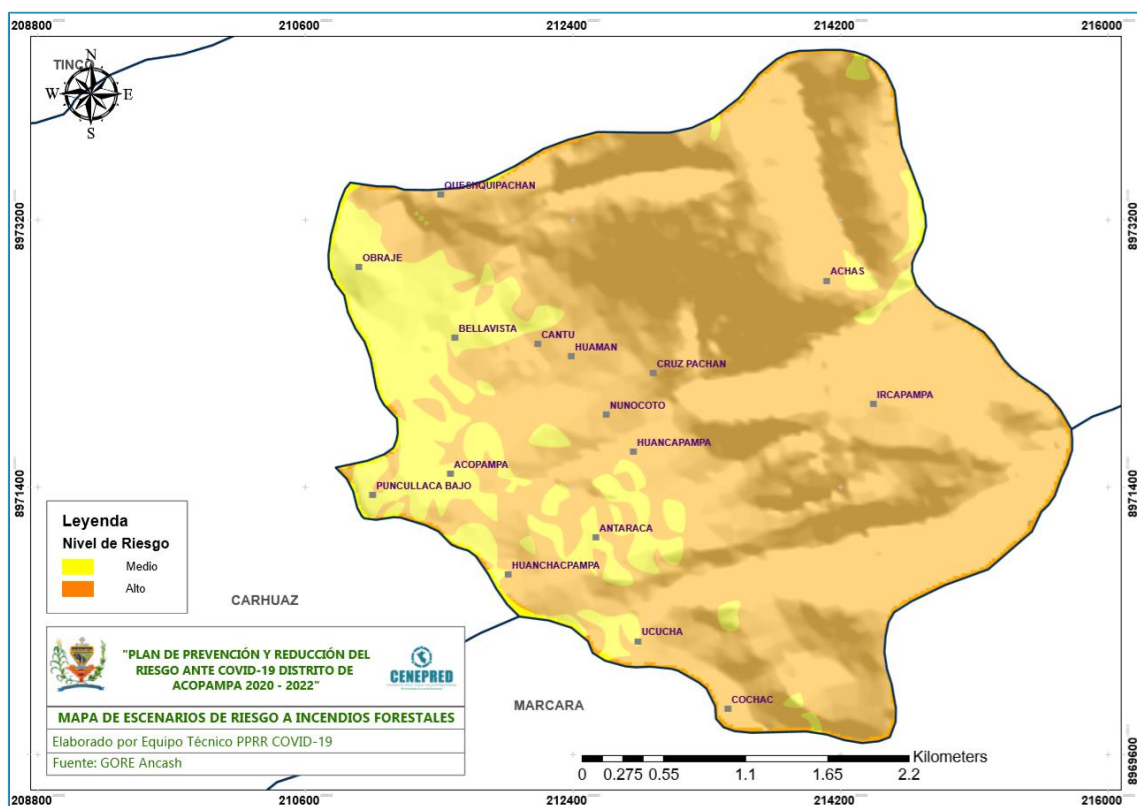 208800 210600 212400 214200 216000
TINCO
N
W E
S
QUESHQUIPACHAN
8973200 8973200
OBRAJE
ACHAS
BELLAVISTA
CANTU
HUAMAN
CRUZ PACHAN
IRCAPAMPA
NUNOCOTO
HUANCAPAMPA
ACOPAMPA
8971400 8971400
PUNCULLACA BAJO
Leyenda
Nivel de Riesgo
Medio
Alto
ANTARACA
HUANCHACPAMPA
CARHUAZ
UCUCHA
"PLAN DE PREVENCIÓN Y REDUCCIÓN DEL
RIESGO ANTE COVID-19 DISTRITO DE
ACOPAMPA 2020 - 2022"
CENEPRED
MARCARA
COCHAC
MAPA DE ESCENARIOS DE RIESGO A INCENDIOS FORESTALES
Elaborado por Equipo Técnico PPRR COVID-19
Fuente: GORE Ancash
Kilometers
0 0.275 0.55 1.1 1.65 2.2
8969600 8969600
208800 210600 212400 214200 216000